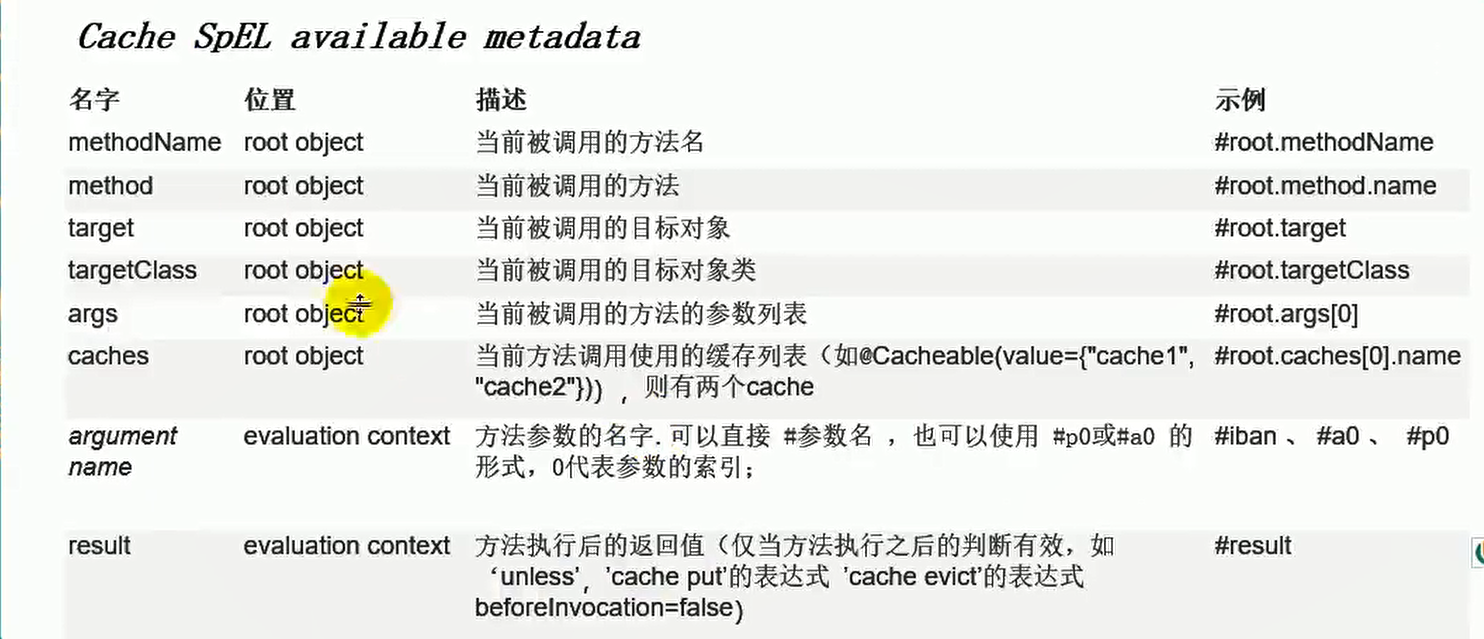 Cache SpEL available metadata
名字 位置 描述 示例
methodName root object 当前被调用的方法名 #root.methodName
method root object 当前被调用的方法 #root.method.name
target root object 当前被调用的目标对象 #root.target
targetClass root object 当前被调用的目标对象类 #root.targetClass
args root object 当前被调用的方法的参数列表 #root.args[0]
caches root object 当前方法调用使用的缓存列表（如@Cacheable(value={"cache1", #root.caches[0].name
"cache2"})），则有两个cache
argument evaluation context 方法参数的名字. 可以直接 #参数名 ，也可以使用 #p0或#a0 的 #iban 、 #a0 、 #p0
name 形式，0代表参数的索引；
result evaluation context 方法执行后的返回值（仅当方法执行之后的判断有效，如 #result
‘unless’，’cache put’的表达式 ’cache evict’的表达式
beforeInvocation=false）